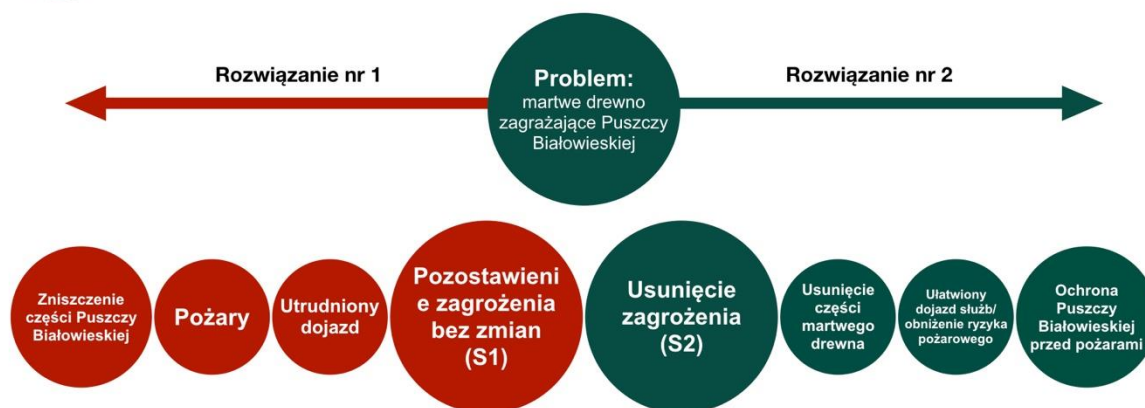 Rozwiązanie nr 1
Problem:
martwe drewno
zagrażające Puszczy
Białowieskiej
Rozwiązanie nr 2
Zniszczenie
części Puszczy
Białowieskiej
Pożary
Utrudniony
dojazd
Pozostawieni
e zagrożenia
bez zmian
(S1)
Usunięcie
zagrożenia
(S2)
Usunięcie
części
martwego
drewna
Ułatwiony
dojazd służb/
obniżenie ryzyka
pożarowego
Ochrona
Puszczy
Białowieskiej
przed pożarami